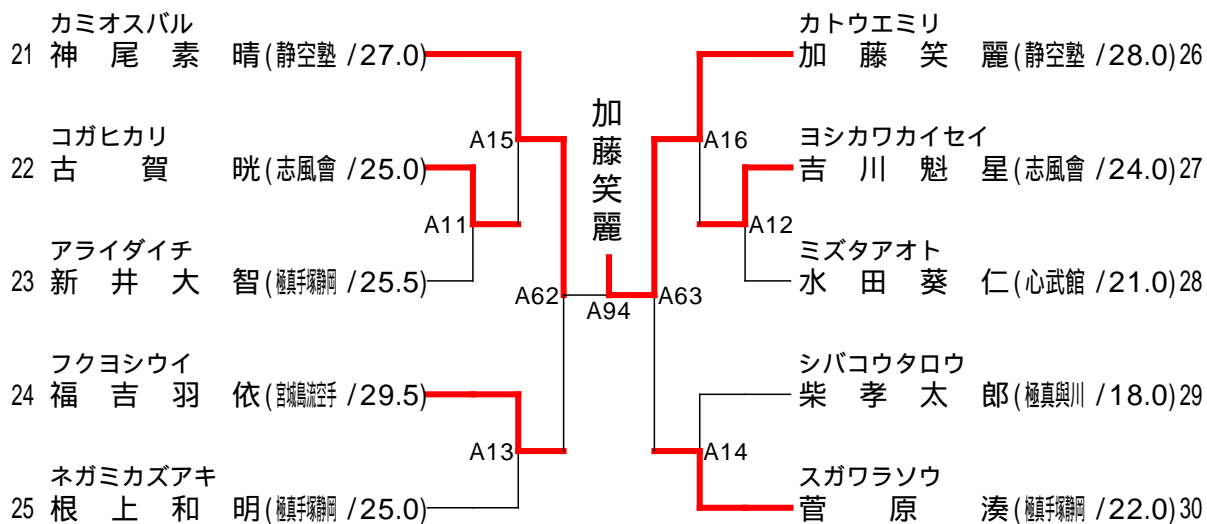 カミオスバル
21 神尾素晴(静空塾 /27.0)
コガヒカリ
22 古賀晄(志風會 /25.0)
アライダイチ
23 新井大智(極真手塚静岡 /25.5)
フクヨシウイ
24 福吉羽依(宮城島流空手 /29.5)
ネガミカズアキ
25 根上和明(極真手塚静岡 /25.0)
A15
A11
A13
A62
加藤笑麗
A94
A63
A16
A12
A14
カトウエミリ
加藤笑麗(静空塾 /28.0)26
ヨシカワカイセイ
吉川魁星(志風會 /24.0)27
ミズタアオト
水田葵仁(心武館 /21.0)28
シバコウタロウ
柴孝太郎(極真與川 /18.0)29
スガワラソウ
菅原湊(極真手塚静岡 /22.0)30